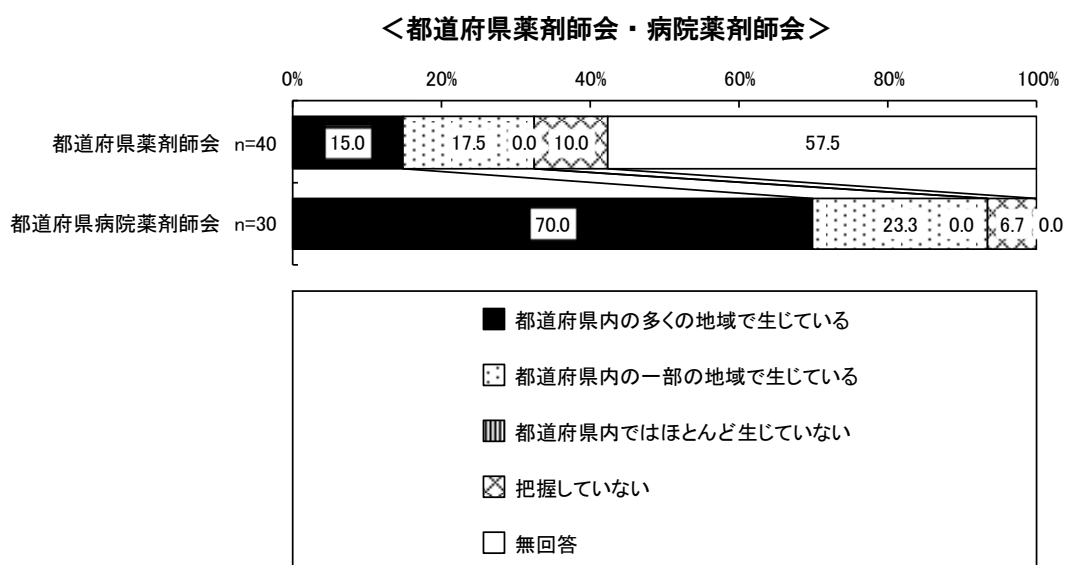 ＜都道府県薬剤師会・病院薬剤師会＞
0% 20% 40% 60% 80% 100%
都道府県薬剤師会 n=40 15.0 17.5 0.0 10.0 57.5
都道府県病院薬剤師会 n=30 70.0 23.3 0.0 6.7 0.0
都道府県内の多くの地域で生じている
都道府県内の一部の地域で生じている
都道府県内ではほとんど生じていない
把握していない
無回答